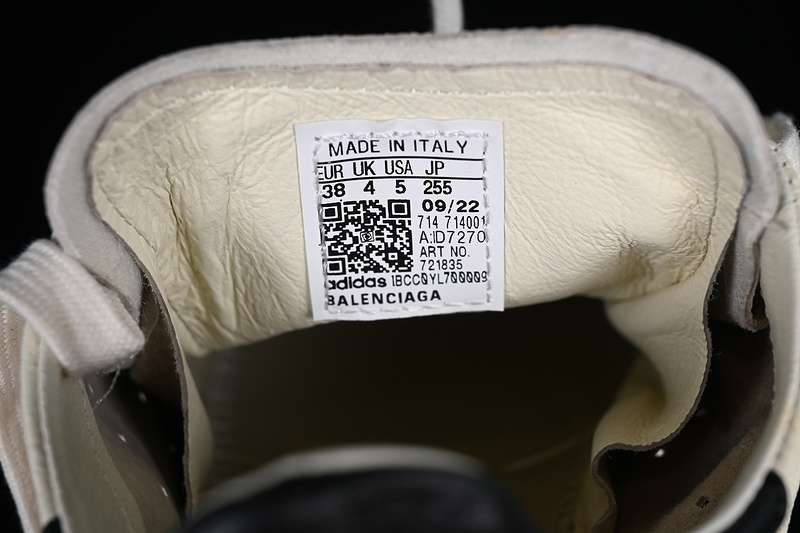 MADE IN ITALY
EUR UK USA JP
38 4 5 255
09/22
714 714001
A:ID7270
ART NO.
721835
adidas IBCC0YL700009
BALENCIAGA